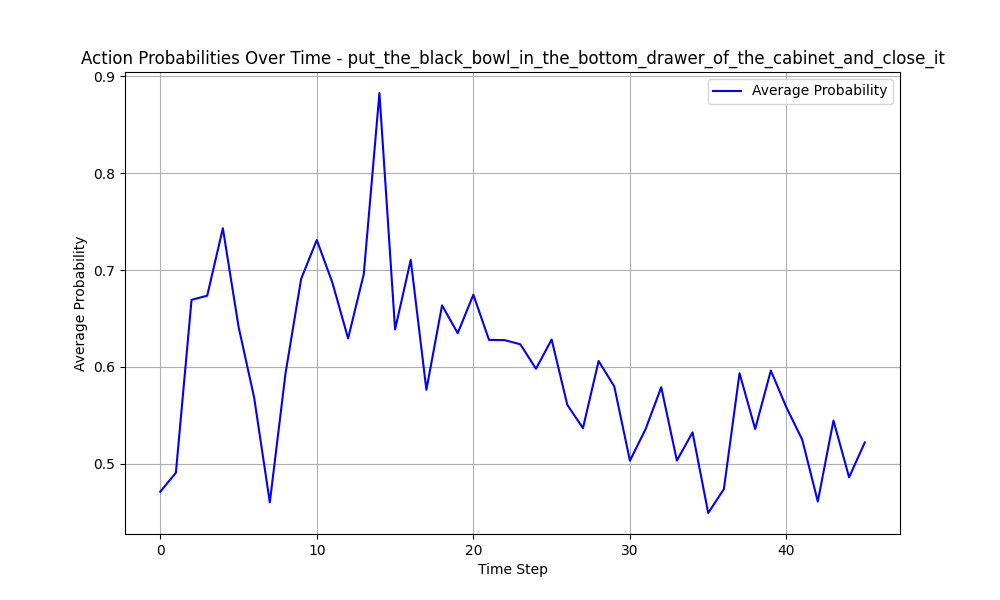 Action Probabilities Over Time - put_the_black_bowl_in_the_bottom_drawer_of_the_cabinet_and_close_it
Average Probability
0.9
0.8
0.7
0.6
0.5
Average Probability
0 10 20 30 40
Time Step